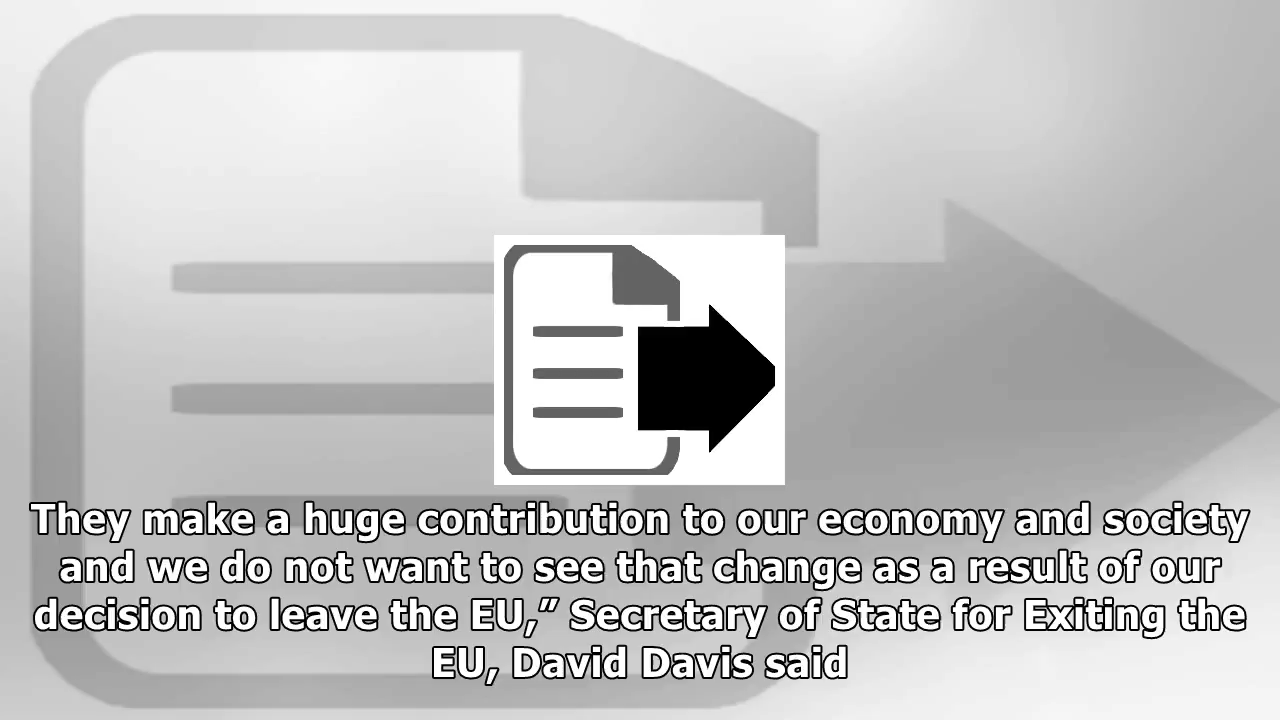 They make a huge contribution to our economy and society
and we do not want to see that change as a result of our
decision to leave the EU,” Secretary of State for Exiting the
EU, David Davis said